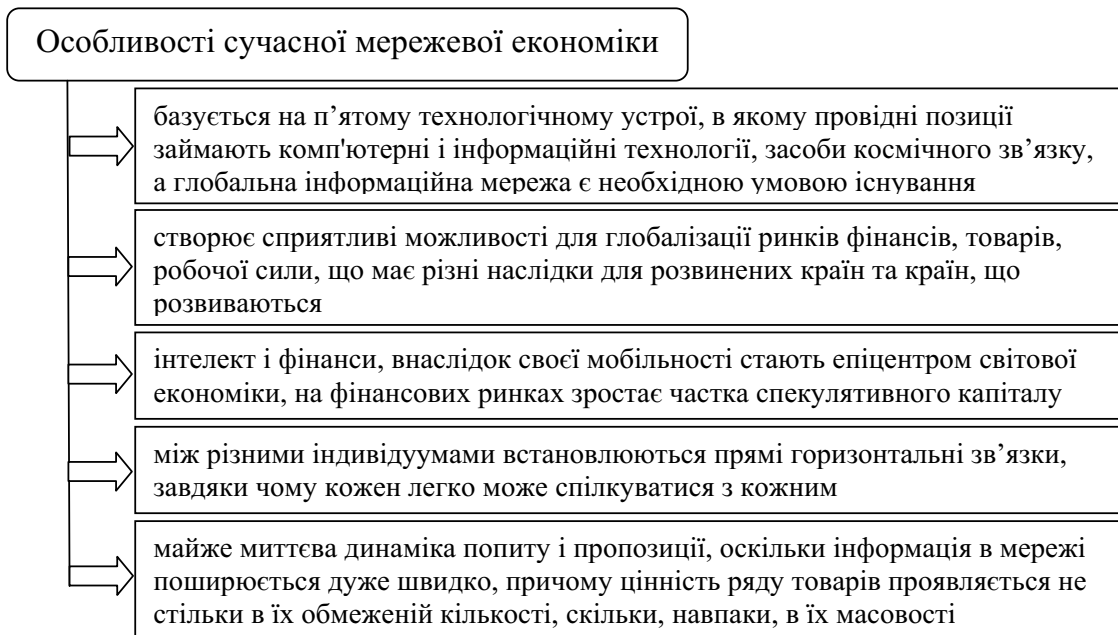 Особливості сучасної мережевої економіки
базується на п’ятому технологічному устрої, в якому провідні позиції
займають комп'ютерні і інформаційні технології, засоби космічного зв’язку,
а глобальна інформаційна мережа є необхідною умовою існування
створює сприятливі можливості для глобалізації ринків фінансів, товарів,
робочої сили, що має різні наслідки для розвинених країн та країн, що
розвиваються
інтелект і фінанси, внаслідок своєї мобільності стають епіцентром світової
економіки, на фінансових ринках зростає частка спекулятивного капіталу
між різними індивідуумами встановлюються прямі горизонтальні зв’язки,
завдяки чому кожен легко може спілкуватися з кожним
майже миттєва динаміка попиту і пропозиції, оскільки інформація в мережі
поширюється дуже швидко, причому цінність ряду товарів проявляється не
стільки в їх обмеженій кількості, скільки, навпаки, в їх масовості